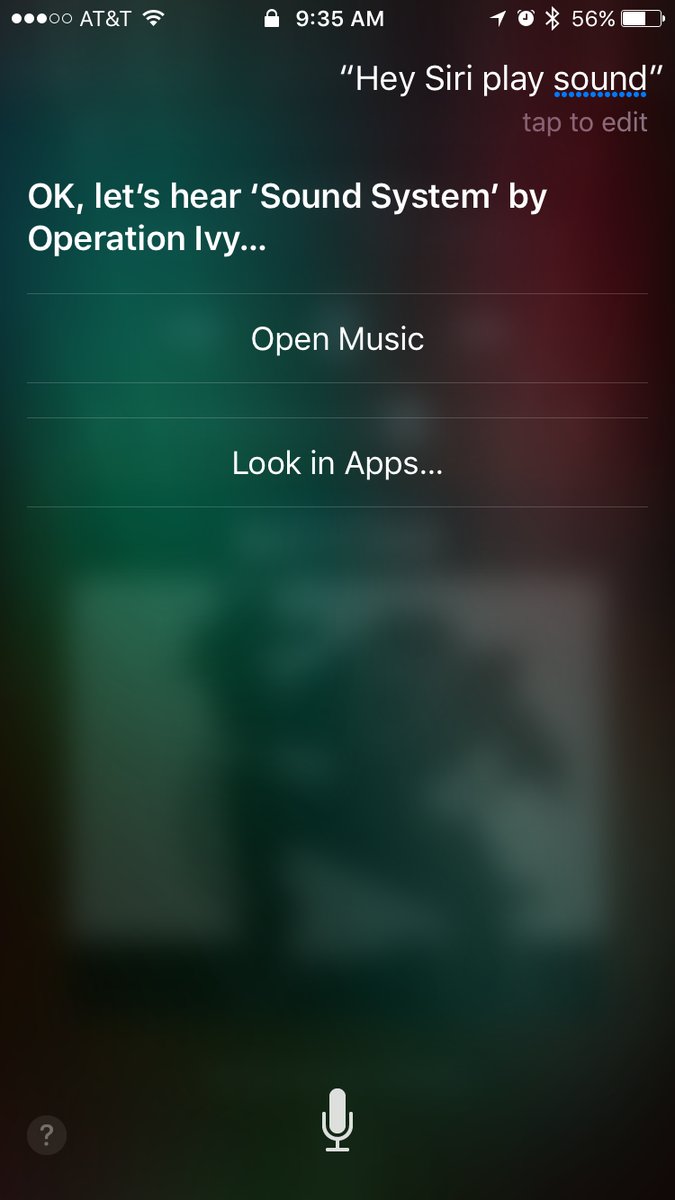 AT&T 9:35 AM 56%
“Hey Siri play sound”
tap to edit
OK, let’s hear ‘Sound System’ by
Operation Ivy…
Open Music
Look in Apps…
?